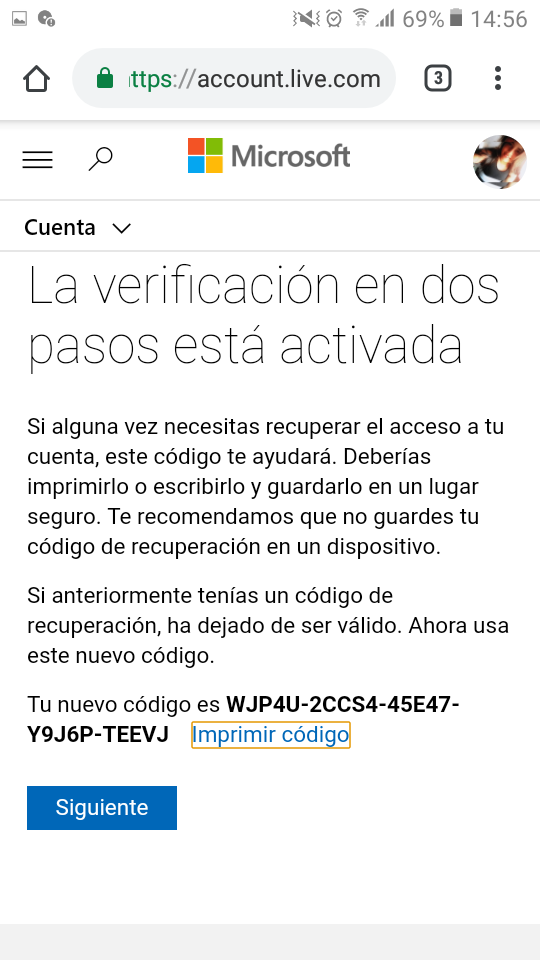 69% 14:56
ttps://account.live.com
3
Microsoft
Cuenta
La verificación en dos
pasos está activada
Si alguna vez necesitas recuperar el acceso a tu
cuenta, este código te ayudará. Deberías
imprimirlo o escribirlo y guardarlo en un lugar
seguro. Te recomendamos que no guardes tu
código de recuperación en un dispositivo.
Si anteriormente tenías un código de
recuperación, ha dejado de ser válido. Ahora usa
este nuevo código.
Tu nuevo código es WJP4U-2CCS4-45E47-
Y9J6P-TEEVJ Imprimir código
Siguiente